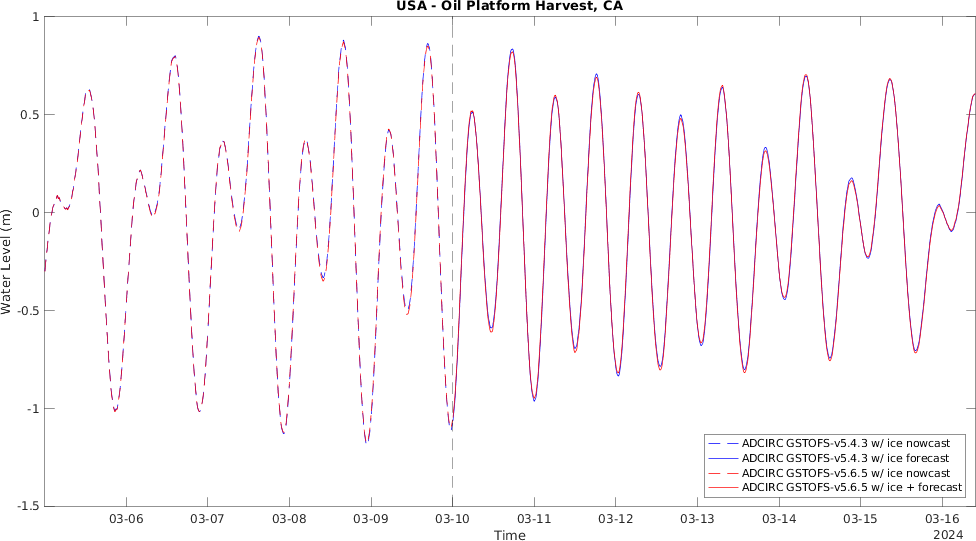 USA - Oil Platform Harvest, CA
1
0.5
0
-0.5
-1
-1.5
Water Level (m)
ADCIRC GSTOFS-v5.4.3 w/ ice nowcast
ADCIRC GSTOFS-v5.4.3 w/ ice forecast
ADCIRC GSTOFS-v5.6.5 w/ ice nowcast
ADCIRC GSTOFS-v5.6.5 w/ ice + forecast
03-06 03-07 03-08 03-09 03-10 03-11 03-12 03-13 03-14 03-15 03-16
Time
2024